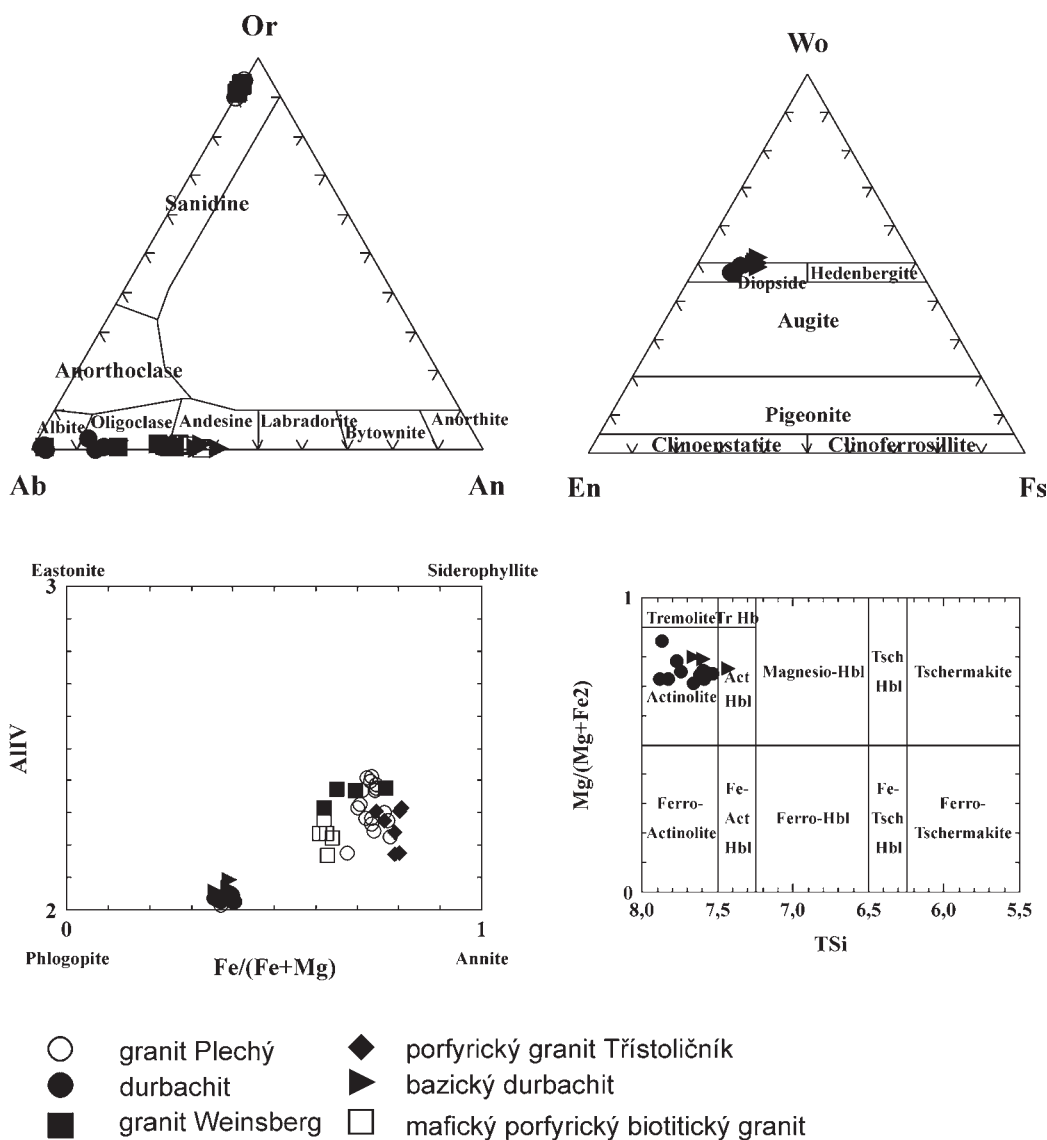 Or
Sanidine
Anorthoclase
Albite
Oligoclase
Andesine
Labradorite
Bytownite
Anorthite
Ab
An
Wo
Diopside
Hedenbergite
Augite
Pigeonite
Clinoenstatite
Clinoferrosillite
En
Fs
Eastonite
Siderophyllite
3
AlIV
2
0
1
Phlogopite
Fe/(Fe+Mg)
Annite
1
Tremolite
Tr Hb
Actinolite
Act
Hbl
Magnesio-Hbl
Tsch
Hbl
Tschermakite
Mg/(Mg+Fe2)
Ferro-
Actinolite
Fe-
Act
Hbl
Ferro-Hbl
Fe-
Tsch
Hbl
Ferro-
Tschermakite
0
8,0
7,5
7,0
6,5
6,0
5,5
TSi
granit Plechý
durbachit
granit Weinsberg
porfyrický granit Třístoličník
bazický durbachit
mafický porfyrický biotitický granit